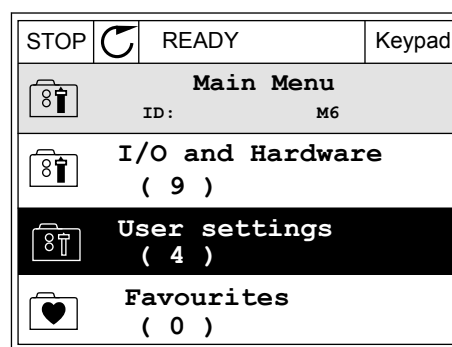 STOP READY Keypad
Main Menu
ID: M6
I/O and Hardware
( 9 )
User settings
( 4 )
Favourites
( 0 )